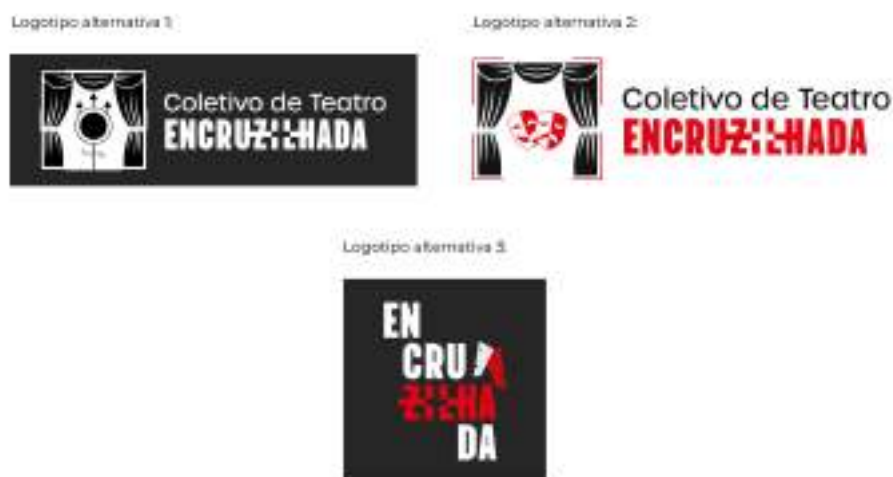 Logotipo alternativa 1:
Logotipo alternativa 2:
Coletivo de Teatro
ENCRUZILHADA
Coletivo de Teatro
ENCRUZILHADA
Logotipo alternativa 3:
EN
CRU
ZILHA
DA